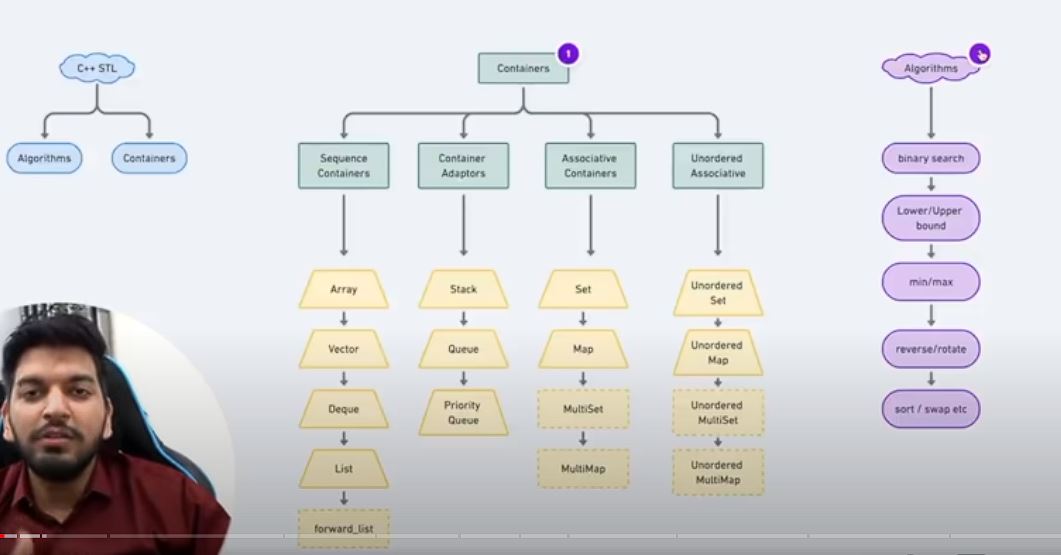 C++ STL
Algorithms
Containers
Containers
1
Sequence
Containers
Container
Adaptors
Associative
Containers
Unordered
Associative
Array
Vector
Deque
List
forward_list
Stack
Queue
Priority
Queue
Set
Map
MultiSet
MultiMap
Unordered
Set
Unordered
Map
Unordered
MultiSet
Unordered
MultiMap
Algorithms
binary search
Lower/Upper
bound
min/max
reverse/rotate
sort / swap etc